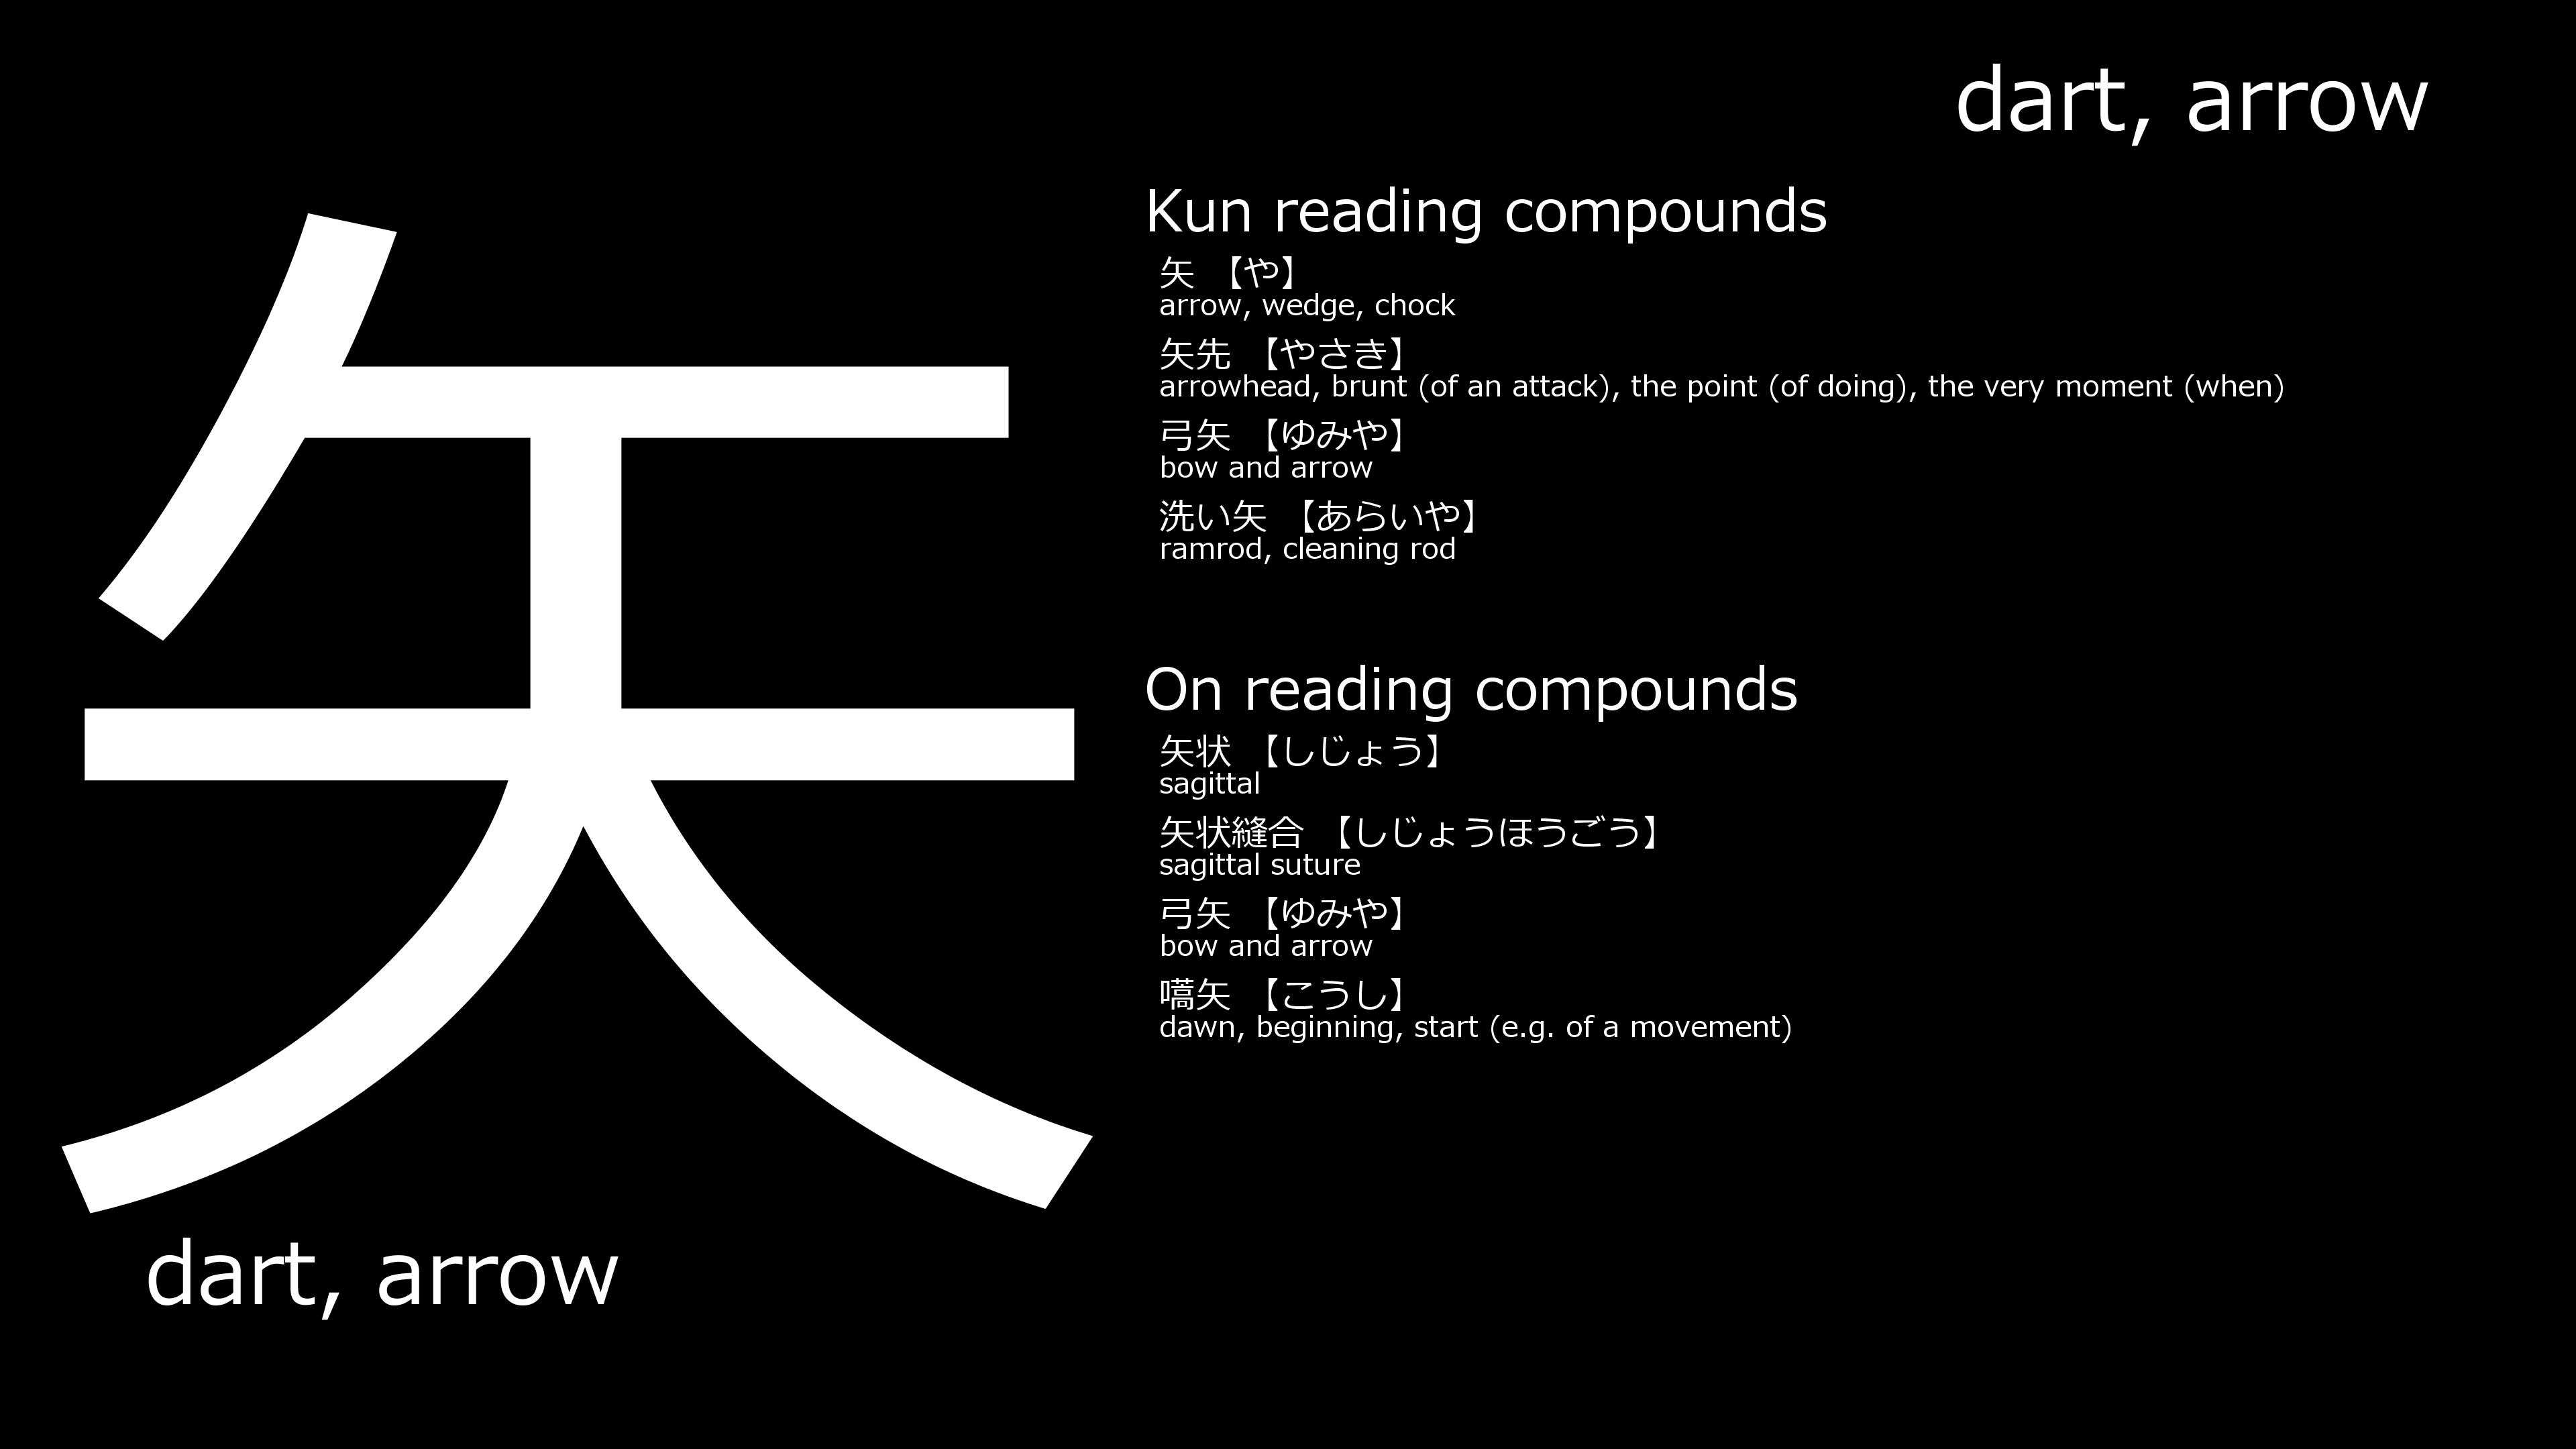 dart, arrow
矢
Kun reading compounds
矢 【や】
arrow, wedge, chock
矢先 【やさき】
arrowhead, brunt (of an attack), the point (of doing), the very moment (when)
弓矢 【ゆみや】
bow and arrow
洗い矢 【あらいや】
ramrod, cleaning rod
On reading compounds
矢状 【しじょう】
sagittal
矢状縫合 【しじょうほうごう】
sagittal suture
弓矢 【ゆみや】
bow and arrow
嚆矢 【こうし】
dawn, beginning, start (e.g. of a movement)
dart, arrow